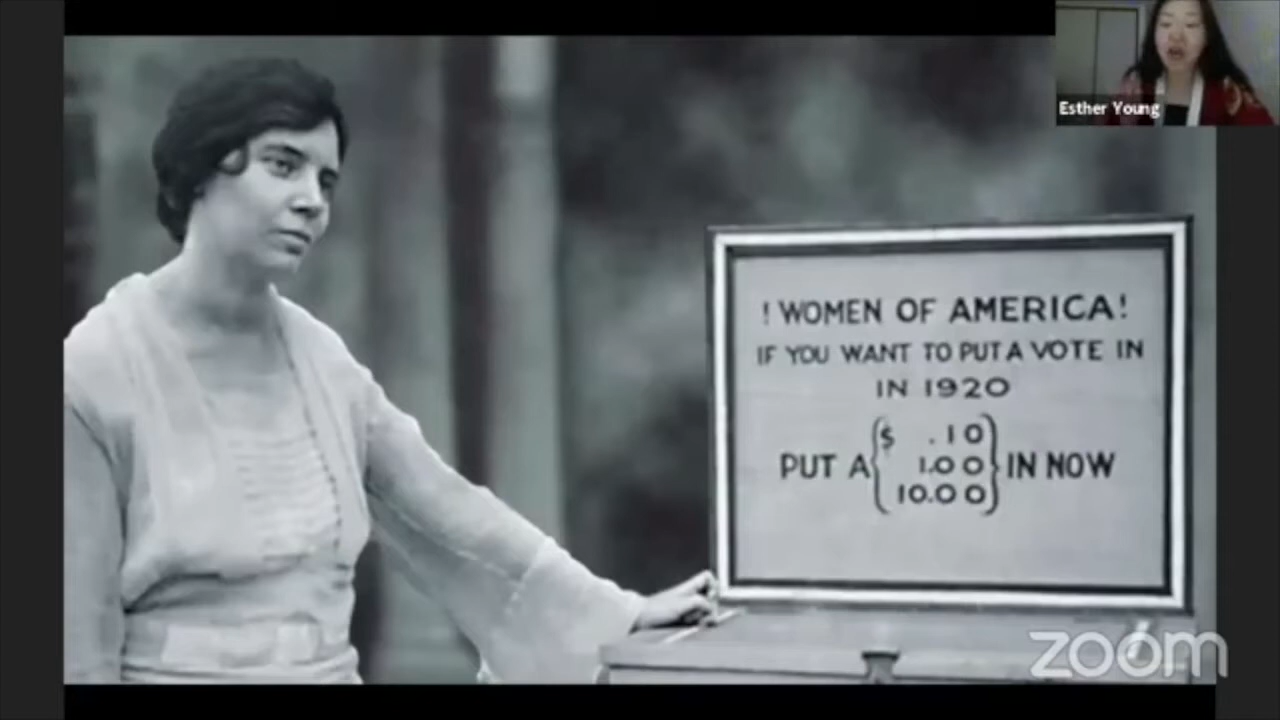 Esther Young
! WOMEN OF AMERICA!
IF YOU WANT TO PUT A VOTE IN
IN 1920
PUT A { $ .10
1.00
10.00 } IN NOW
zoom